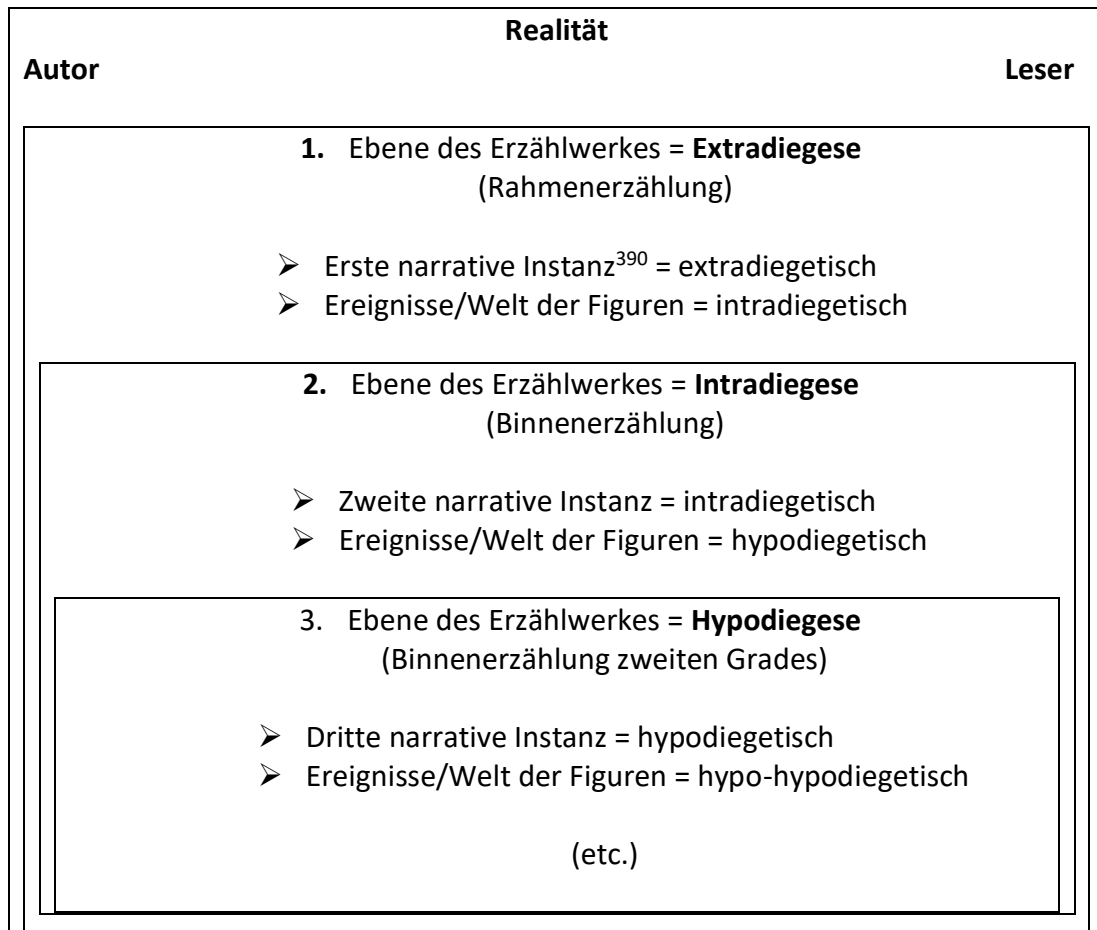 Realität
Autor Leser
1. Ebene des Erzählwerkes = Extradiegese
(Rahmenerzählung)
➢ Erste narrative Instanz³⁹⁰ = extradiegetisch
➢ Ereignisse/Welt der Figuren = intradiegetisch
2. Ebene des Erzählwerkes = Intradiegese
(Binnenerzählung)
➢ Zweite narrative Instanz = intradiegetisch
➢ Ereignisse/Welt der Figuren = hypodiegetisch
3. Ebene des Erzählwerkes = Hypodiegese
(Binnenerzählung zweiten Grades)
➢ Dritte narrative Instanz = hypodiegetisch
➢ Ereignisse/Welt der Figuren = hypo-hypodiegetisch
(etc.)